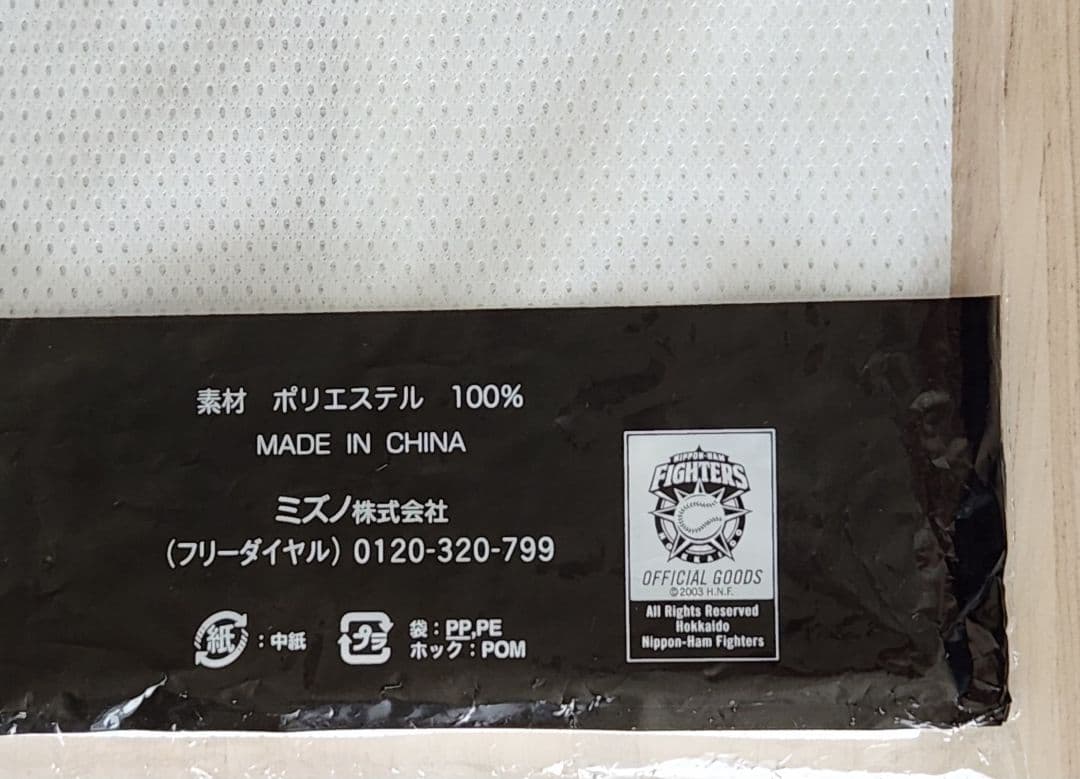 素材　ポリエステル　100%
MADE IN CHINA
ミズノ株式会社
(フリーダイヤル) 0120-320-799
紙：中紙
プラ
袋：PP,PE
ホック：POM
NIPPON-HAM
FIGHTERS
HOKKAIDO
OFFICIAL GOODS
©2003 H.N.F.
All Rights Reserved
Hokkaido
Nippon-Ham Fighters